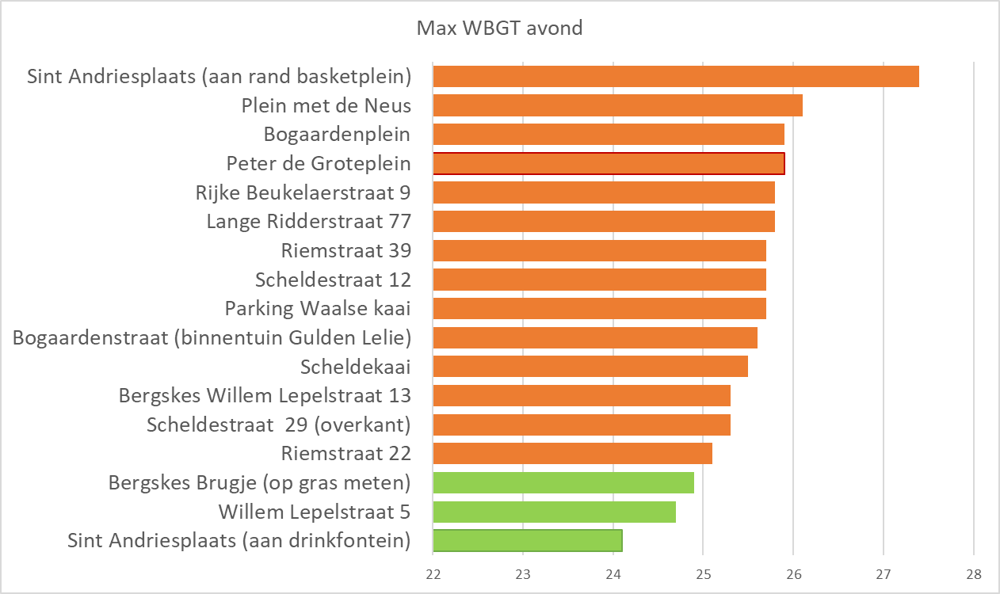 Max WBGT avond
Sint Andriesplaats (aan rand basketplein)
Plein met de Neus
Bogaardenplein
Peter de Groteplein
Rijke Beukelaerstraat 9
Lange Ridderstraat 77
Riemstraat 39
Scheldestraat 12
Parking Waalse kaai
Bogaardenstraat (binnentuin Gulden Lelie)
Scheldekaai
Bergskes Willem Lepelstraat 13
Scheldestraat  29 (overkant)
Riemstraat 22
Bergskes Brugje (op gras meten)
Willem Lepelstraat 5
Sint Andriesplaats (aan drinkfontein)
22 23 24 25 26 27 28